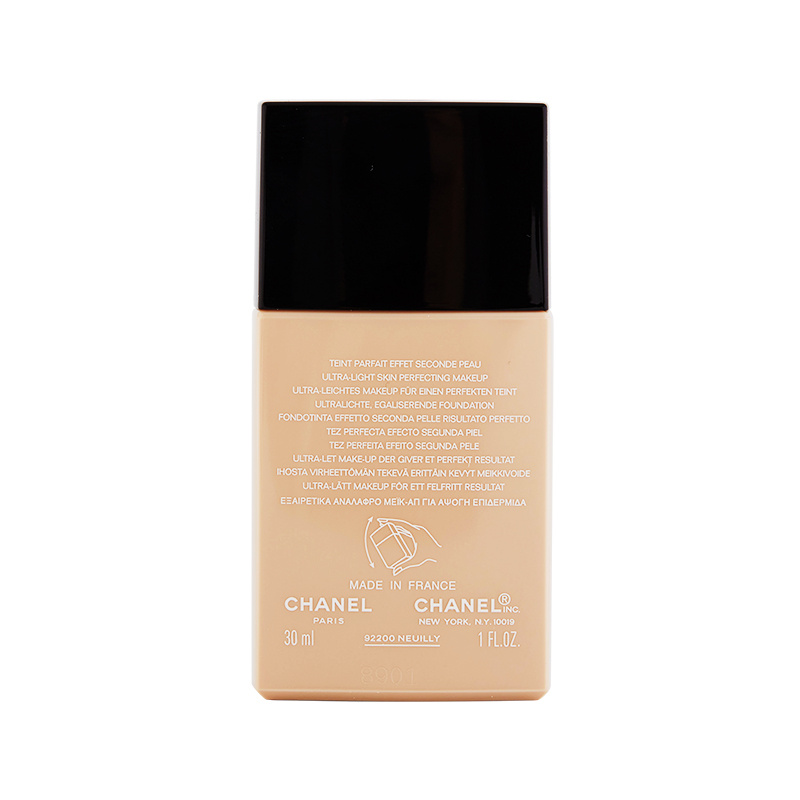 TEINT PARFAIT EFFET SECONDE PEAU
ULTRA-LIGHT SKIN PERFECTING MAKEUP
ULTRA-LEICHTES MAKEUP FÜR EINEN PERFEKTEN TEINT
ULTRALICHTE, EGALISERENDE FOUNDATION
FONDOTINTA EFFETTO SECONDA PELLE RISULTATO PERFETTO
TEZ PERFECTA EFECTO SEGUNDA PIEL
TEZ PERFEITA EFEITO SEGUNDA PELE
ULTRA-LET MAKE-UP DER GIVER ET PERFEKT RESULTAT
IHOSTA VIRHEETTÖMÄN TEKEVÄ ERITTÄIN KEVYT MEIKKIVOIDE
ULTRA-LÄTT MAKEUP FÖR ETT FELFRITT RESULTAT
ΕΞΑΙΡΕΤΙΚΑ ΑΝΑΛΑΦΡΟ ΜΕΪΚ-ΑΠ ΓΙΑ ΑΨΟΓΗ ΕΠΙΔΕΡΜΙΔΑ
MADE IN FRANCE
CHANEL CHANEL® INC.
PARIS NEW YORK, N.Y. 10019
30 ml 92200 NEUILLY 1 FL.OZ.